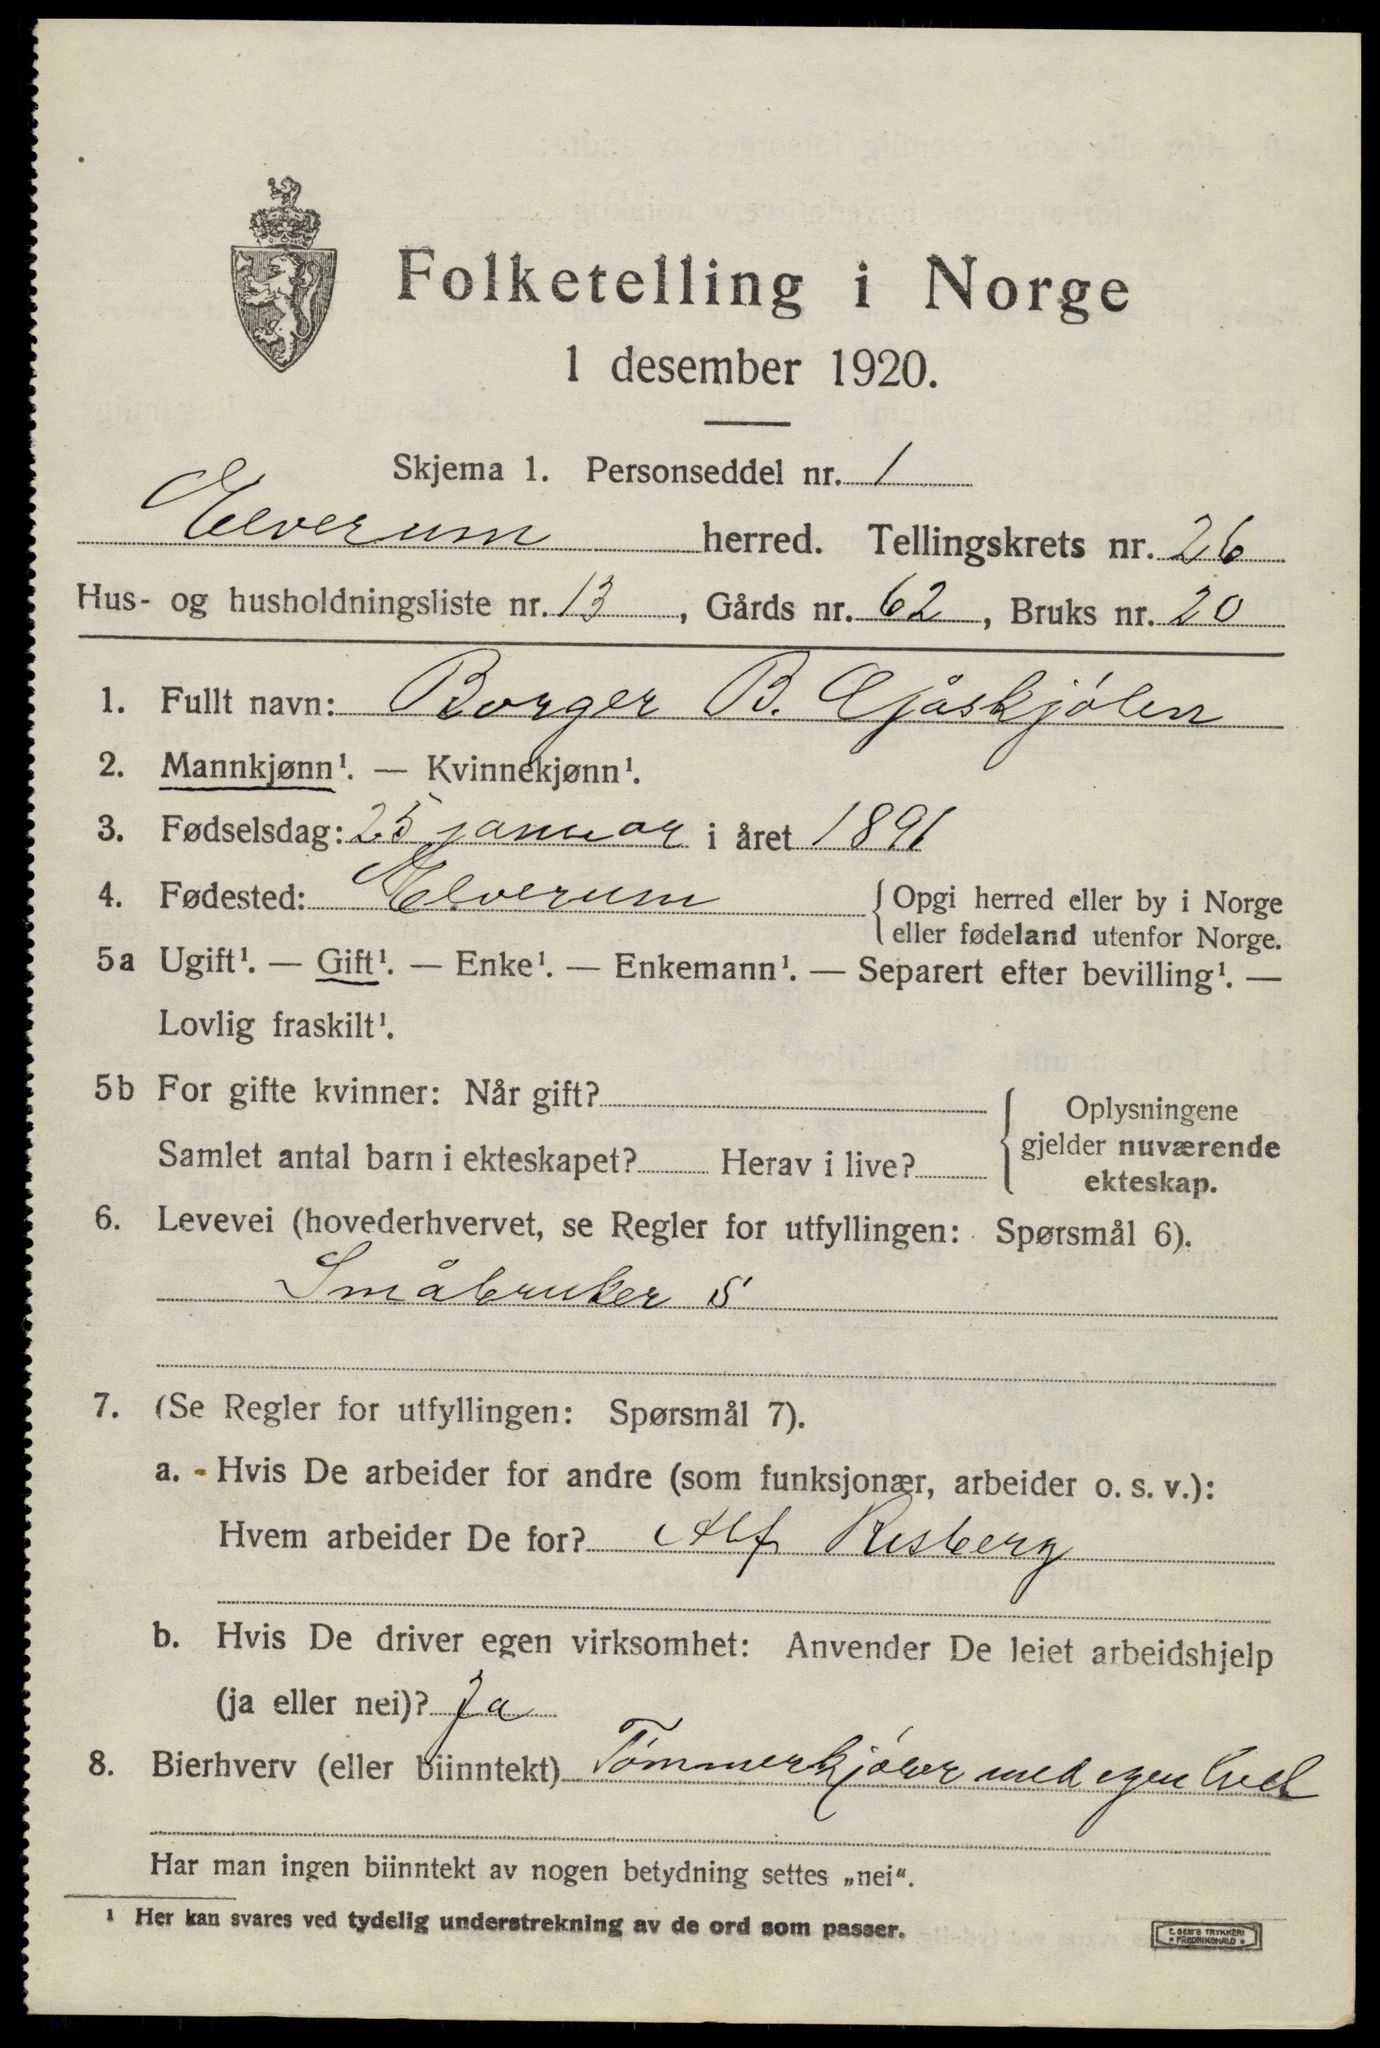 Folketelling i Norge
1 desember 1920.
Skjema 1. Personseddel nr. 1
Elverum herred. Tellingskrets nr. 26
Hus- og husholdningsliste nr. 13, Gårds nr. 62, Bruks nr. 20
1. Fullt navn: Borger B. Gjåskjølen
2. Mannkjønn¹. — Kvinnekjønn¹.
3. Fødselsdag: 25 januar i året 1891
4. Fødested: Elverum { Opgi herred eller by i Norge
eller fødeland utenfor Norge.
5a Ugift¹. — Gift¹. — Enke¹. — Enkemann¹. — Separert efter bevilling¹. —
Lovlig fraskilt¹.
5b For gifte kvinner: Når gift?
Samlet antal barn i ekteskapet? Herav i live?
{ Oplysningene
gjelder nuværende
ekteskap.
6. Levevei (hovederhvervet, se Regler for utfyllingen: Spørsmål 6).
Småbruker S
7. (Se Regler for utfyllingen: Spørsmål 7).
a. - Hvis De arbeider for andre (som funksjonær, arbeider o. s. v.):
Hvem arbeider De for? Alf Risberg
b. Hvis De driver egen virksomhet: Anvender De leiet arbeidshjelp
(ja eller nei)? Ja
8. Bierhverv (eller biinntekt) Tømmerkjører med egen
Har man ingen biinntekt av nogen betydning settes „nei“.
¹ Her kan svares ved tydelig understrekning av de ord som passer.
E. SEM'S TRYKKERI
* FREDRIKSHALD *